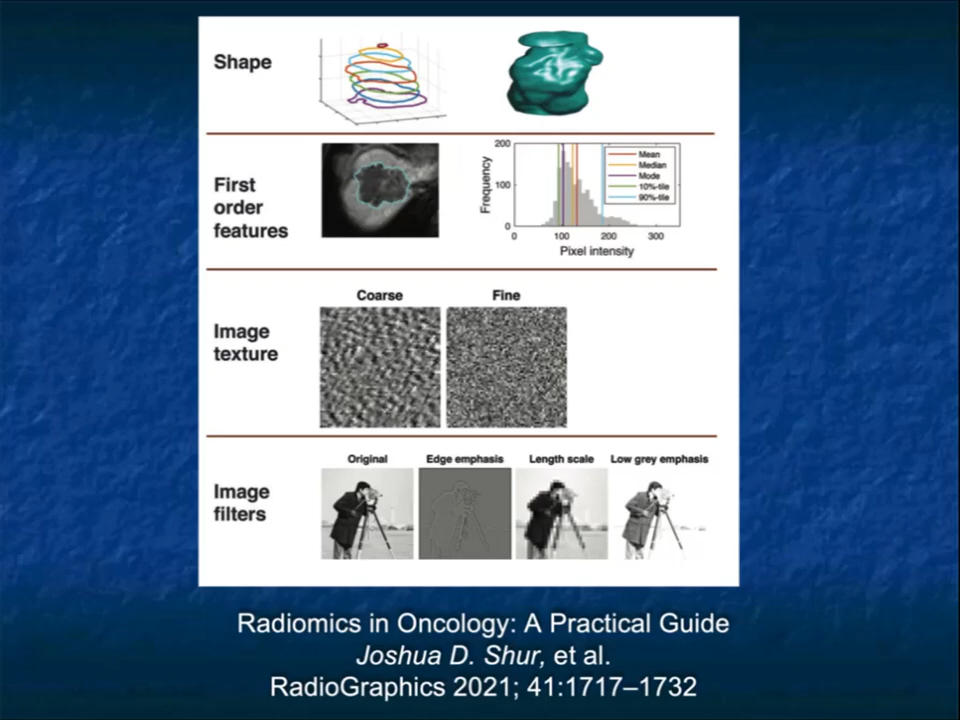 Shape
First
order
features
200
100
0
Frequency
Mean
Median
Mode
10%-tile
90%-tile
0
100
200
300
Pixel intensity
Image
texture
Coarse
Fine
Image
filters
Original
Edge emphasis
Length scale
Low grey emphasis
Radiomics in Oncology: A Practical Guide
Joshua D. Shur, et al.
RadioGraphics 2021; 41:1717–1732